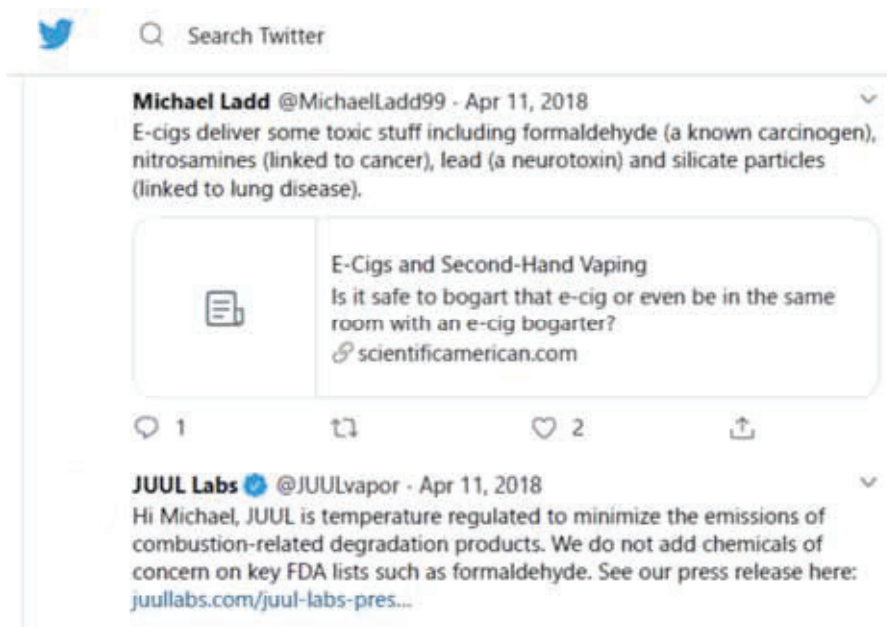 Search Twitter
Michael Ladd @MichaelLadd99 · Apr 11, 2018
E-cigs deliver some toxic stuff including formaldehyde (a known carcinogen),
nitrosamines (linked to cancer), lead (a neurotoxin) and silicate particles
(linked to lung disease).
E-Cigs and Second-Hand Vaping
Is it safe to bogart that e-cig or even be in the same
room with an e-cig bogarter?
scientificamerican.com
1 2
JUUL Labs @JUULvapor · Apr 11, 2018
Hi Michael, JUUL is temperature regulated to minimize the emissions of
combustion-related degradation products. We do not add chemicals of
concern on key FDA lists such as formaldehyde. See our press release here:
juullabs.com/juul-labs-pres...